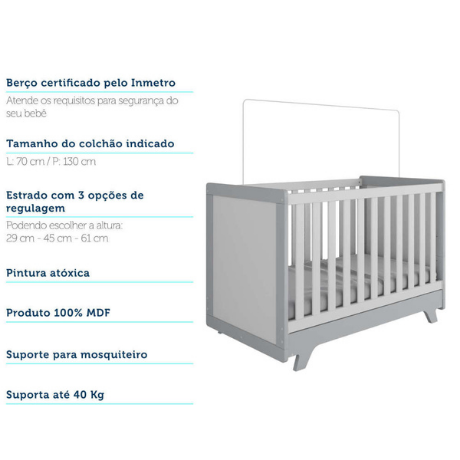 Berço certificado pelo Inmetro
Atende os requisitos para segurança do
seu bebê
Tamanho do colchão indicado
L: 70 cm / P: 130 cm
Estrado com 3 opções de
regulagem
Podendo escolher a altura:
29 cm - 45 cm - 61 cm
Pintura atóxica
Produto 100% MDF
Suporte para mosquiteiro
Suporta até 40 Kg